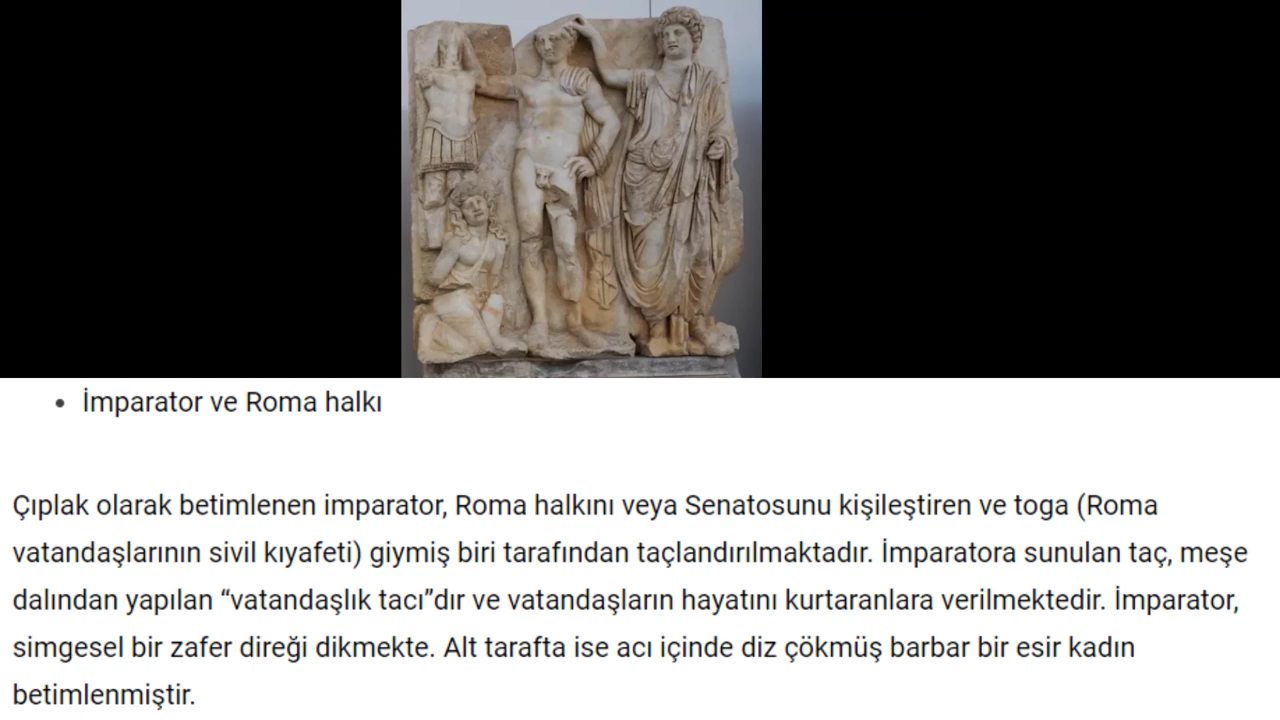 • İmparator ve Roma halkı
Çıplak olarak betimlenen imparator, Roma halkını veya Senatosunu kişileştiren ve toga (Roma
vatandaşlarının sivil kıyafeti) giymiş biri tarafından taçlandırılmaktadır. İmparatora sunulan taç, meşe
dalından yapılan “vatandaşlık tacı”dır ve vatandaşların hayatını kurtaranlara verilmektedir. İmparator,
simgesel bir zafer direği dikmekte. Alt tarafta ise acı içinde diz çökmüş barbar bir esir kadın
betimlenmiştir.